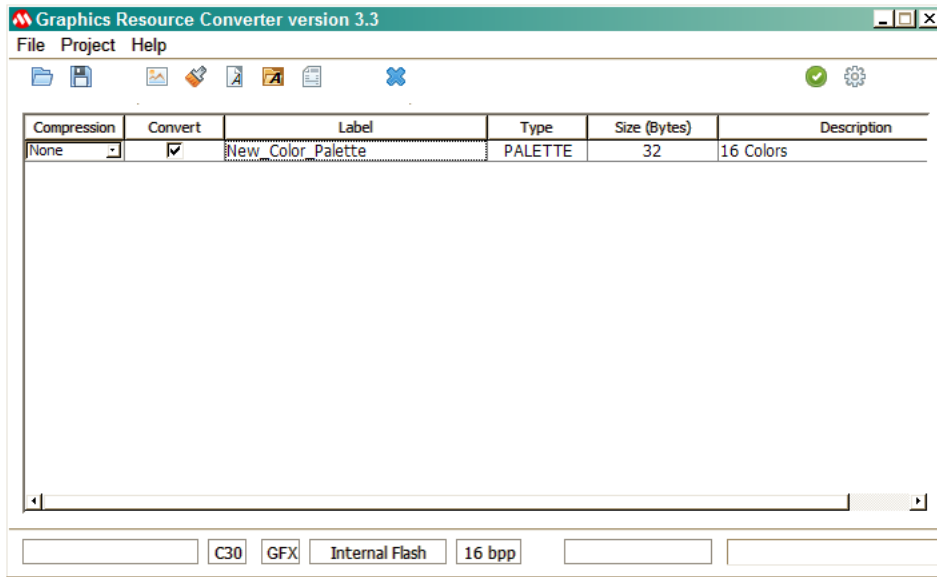 Graphics Resource Converter version 3.3
File Project Help
Compression Convert Label Type Size (Bytes) Description
None New_Color_Palette PALETTE 32 16 Colors
C30 GFX Internal Flash 16 bpp